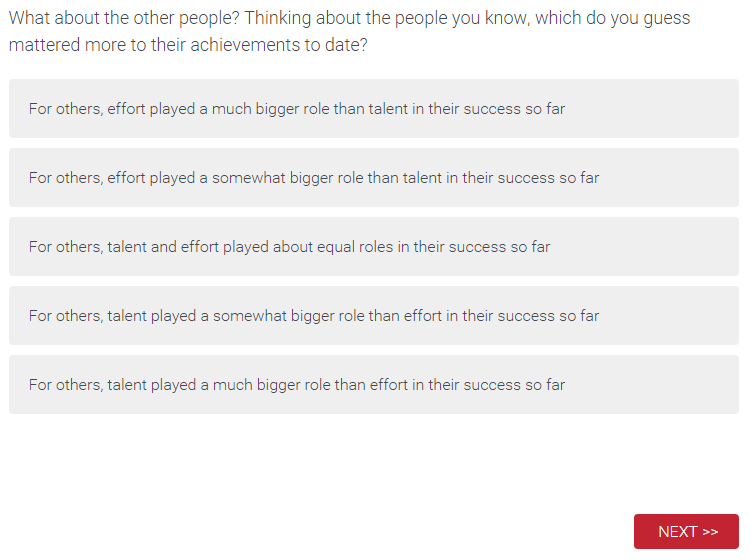 What about the other people? Thinking about the people you know, which do you guess
mattered more to their achievements to date?
For others, effort played a much bigger role than talent in their success so far
For others, effort played a somewhat bigger role than talent in their success so far
For others, talent and effort played about equal roles in their success so far
For others, talent played a somewhat bigger role than effort in their success so far
For others, talent played a much bigger role than effort in their success so far
NEXT >>